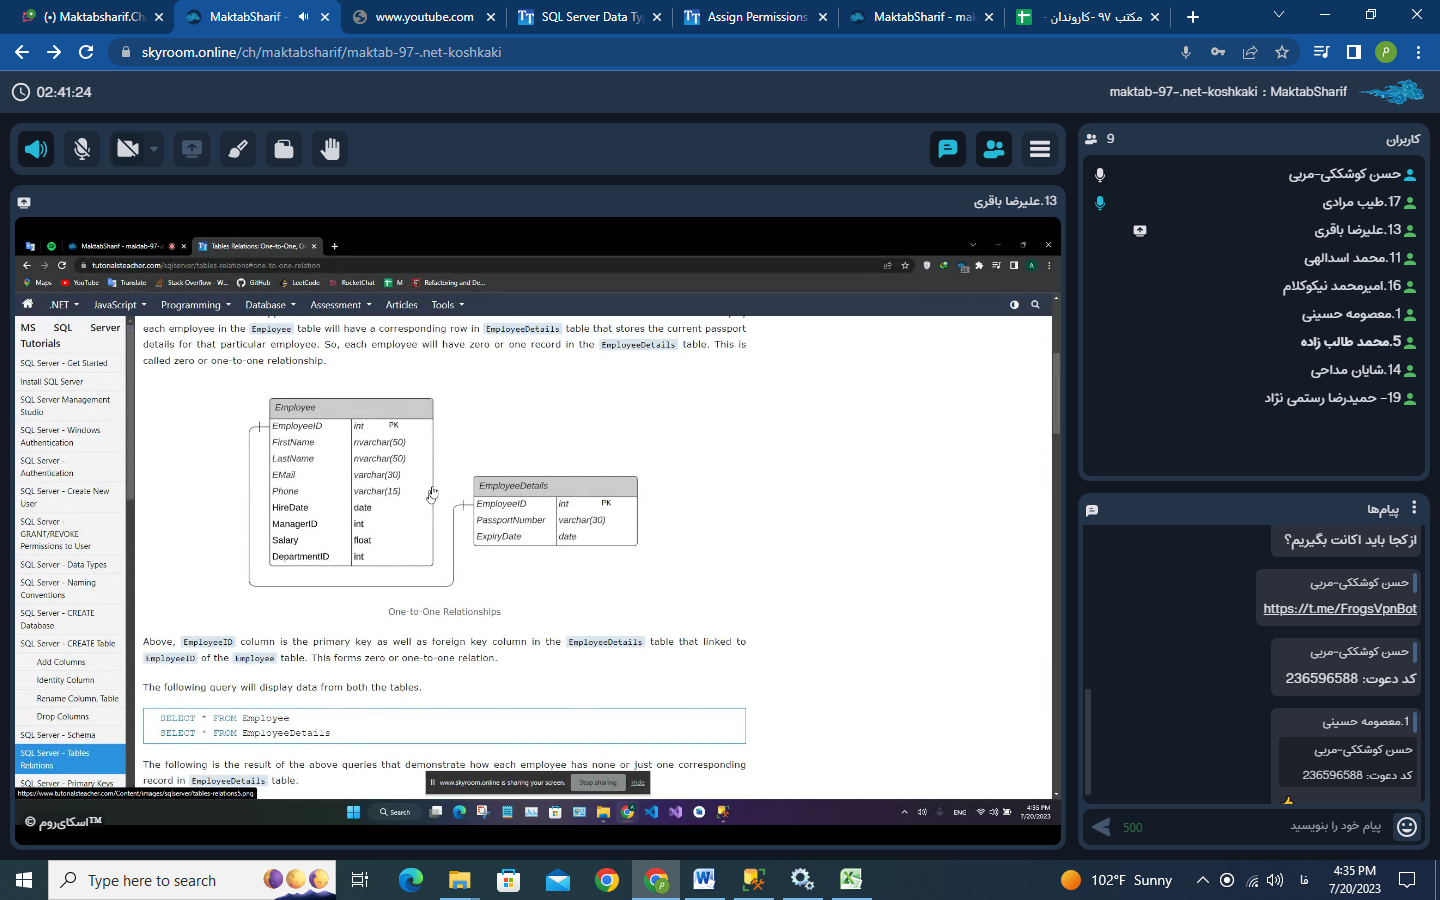 (•) Maktabsharif.Ch
MaktabSharif -
www.youtube.com
SQL Server Data Ty
Assign Permissions
MaktabSharif - mak
مکتب ۹۷ -کاروندان -
skyroom.online/ch/maktabsharif/maktab-97-.net-koshkaki
02:41:24
maktab-97-.net-koshkaki : MaktabSharif
13.علیرضا باقری
MaktabSharif - maktab-97-.
Tables Relations: One-to-One, O
tutorialsteacher.com/sqlserver/tables-relations#one-to-one-relation
Maps YouTube Translate Stack Overflow - W... GitHub LeetCode RocketChat M Refactoring and De...
.NET JavaScript Programming Database Assessment Articles Tools
MS SQL Server Tutorials
SQL Server - Get Started
Install SQL Server
SQL Server Management Studio
SQL Server - Windows Authentication
SQL Server - Authentication
SQL Server - Create New User
SQL Server - GRANT/REVOKE Permissions to User
SQL Server - Data Types
SQL Server - Naming Conventions
SQL Server - CREATE Database
SQL Server - CREATE Table
Add Columns
Identity Column
Rename Column, Table
Drop Columns
SQL Server - Schema
SQL Server - Tables Relations
SQL Server - Primary Keys
each employee in the Employee table will have a corresponding row in EmployeeDetails table that stores the current passport
details for that particular employee. So, each employee will have zero or one record in the EmployeeDetails table. This is
called zero or one-to-one relationship.
Employee
EmployeeID int PK
FirstName nvarchar(50)
LastName nvarchar(50)
EMail varchar(30)
Phone varchar(15)
HireDate date
ManagerID int
Salary float
DepartmentID int
EmployeeDetails
EmployeeID int PK
PassportNumber varchar(30)
ExpiryDate date
One-to-One Relationships
Above, EmployeeID column is the primary key as well as foreign key column in the EmployeeDetails table that linked to
EmployeeID of the Employee table. This forms zero or one-to-one relation.
The following query will display data from both the tables.
SELECT * FROM Employee
SELECT * FROM EmployeeDetails
The following is the result of the above queries that demonstrate how each employee has none or just one corresponding
record in EmployeeDetails table.
www.skyroom.online is sharing your screen. Stop sharing Hide
https://www.tutorialsteacher.com/Content/images/sqlserver/tables-relations5.png
Search
ENG
4:35 PM
7/20/2023
© اسکای‌روم™
کاربران
9
حسن کوشککی-مربی
17.طیب مرادی
13.علیرضا باقری
11.محمد اسدالهی
16.امیرمحمد نیکوکلام
1.معصومه حسینی
5.محمد طالب زاده
14.شایان مداحی
19- حمیدرضا رستمی نژاد
پیام‌ها
ازکجا باید اکانت بگیریم؟
حسن کوشککی-مربی
https://t.me/FrogsVpnBot
حسن کوشککی-مربی
کد دعوت: 236596588
1.معصومه حسینی
حسن کوشککی-مربی
کد دعوت: 236596588
پیام خود را بنویسید
500
Type here to search
102°F Sunny
فا
4:35 PM
7/20/2023